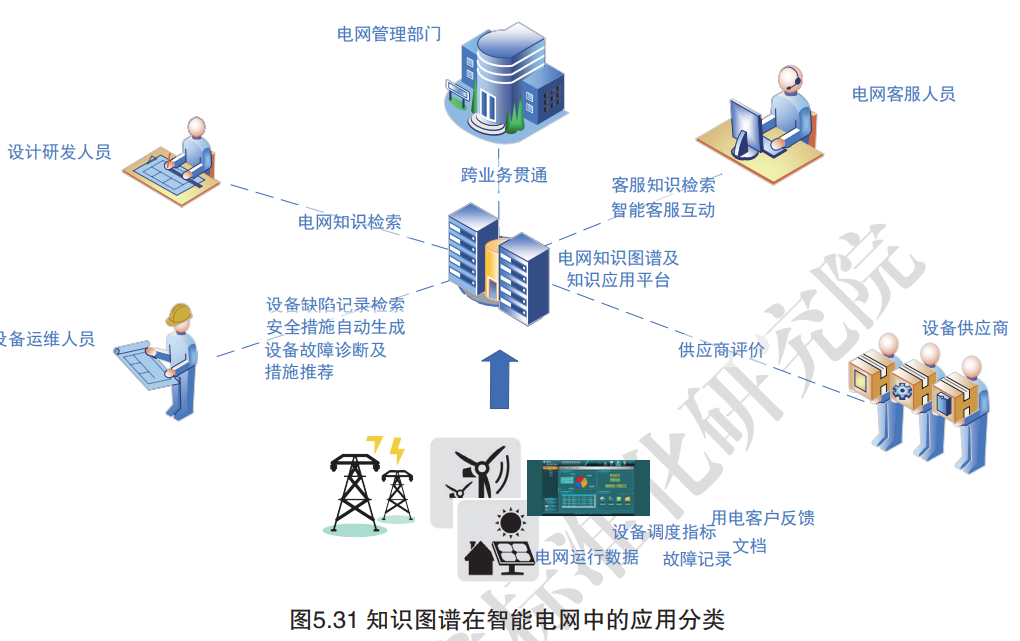 电网管理部门
电网客服人员
设计研发人员
跨业务贯通
客服知识检索
智能客服互动
电网知识检索
电网知识图谱及
知识应用平台
设备缺陷记录检索
安全措施自动生成
设备故障诊断及
措施推荐
设备运维人员
供应商评价
设备供应商
用电客户反馈
设备调度指标
文档
电网运行数据
故障记录
图5.31 知识图谱在智能电网中的应用分类
标准化研究院